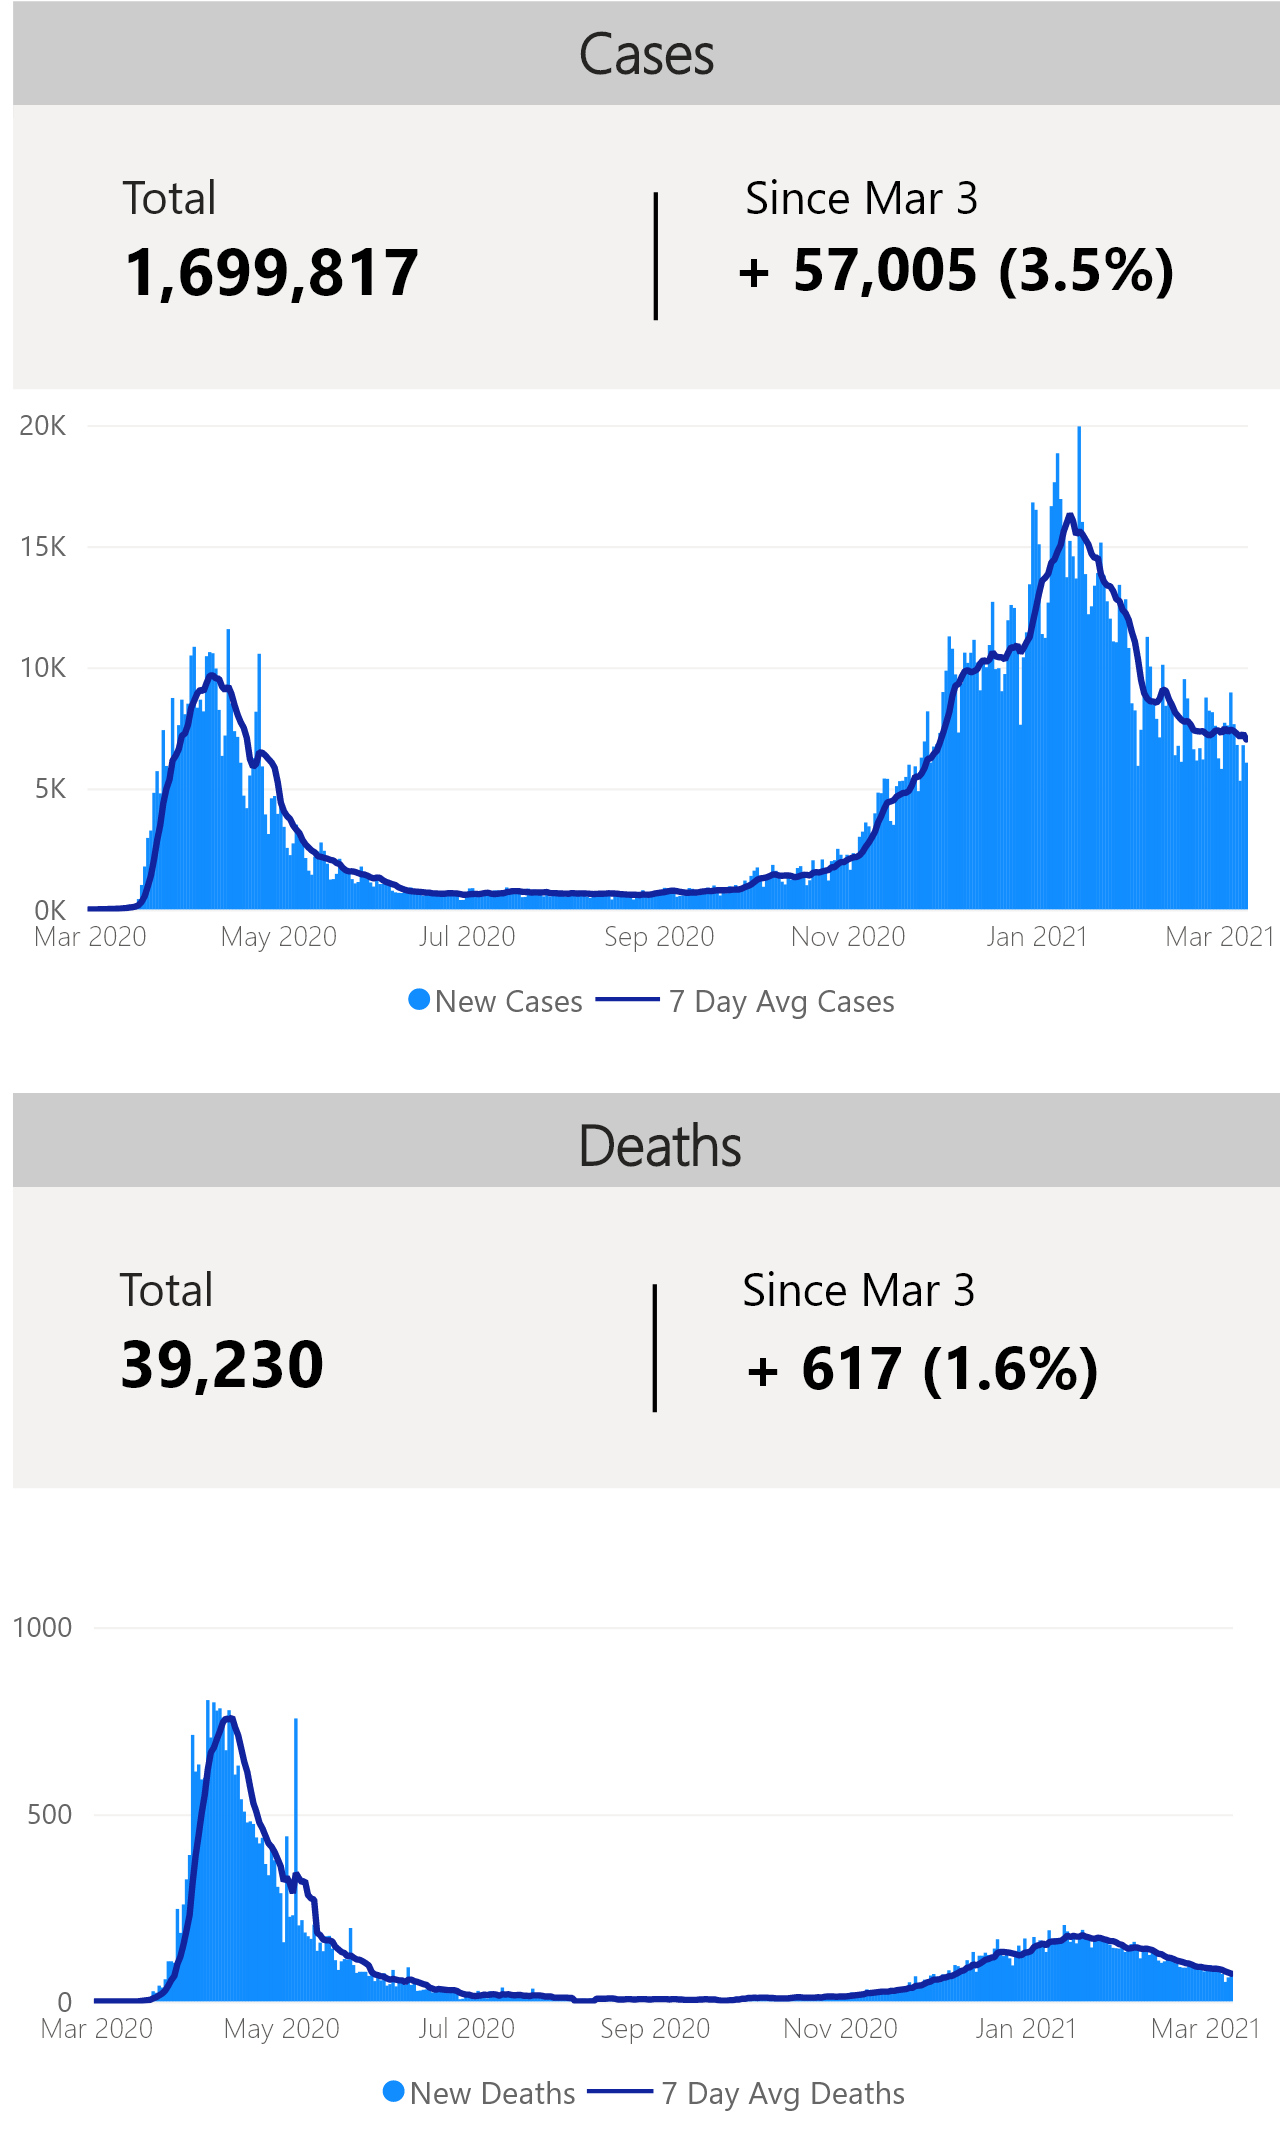 Cases
Total
Since Mar 3
1,699,817
+ 57,005 (3.5%)
20K
15K
10K
5K
0K
Mar 2020 May 2020 Jul 2020 Sep 2020 Nov 2020 Jan 2021 Mar 2021
New Cases 7 Day Avg Cases
Deaths
Total
Since Mar 3
39,230
+ 617 (1.6%)
1000
500
0
Mar 2020 May 2020 Jul 2020 Sep 2020 Nov 2020 Jan 2021 Mar 2021
New Deaths 7 Day Avg Deaths